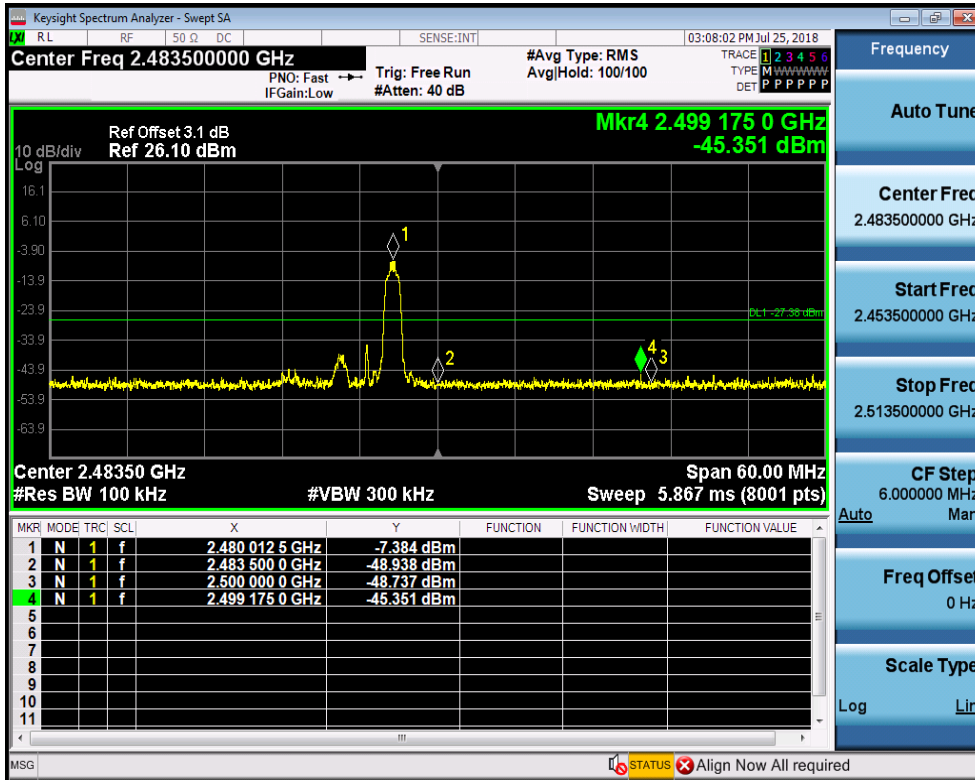 Keysight Spectrum Analyzer - Swept SA
LXI RL RF 50 Ω DC SENSE:INT 03:08:02 PM Jul 25, 2018
Center Freq 2.483500000 GHz
PNO: Fast
IFGain:Low
Trig: Free Run
#Atten: 40 dB
#Avg Type: RMS
Avg|Hold: 100/100
TRACE 1 2 3 4 5 6
TYPE M W W W W W
DET P P P P P P
Mkr4 2.499 175 0 GHz
-45.351 dBm
Ref Offset 3.1 dB
10 dB/div Ref 26.10 dBm
Log
16.1
6.10
-3.90
-13.9
-23.9
-33.9
-43.9
-53.9
-63.9
1
2
4
3
DL1 -27.38 dBm
Center 2.48350 GHz Span 60.00 MHz
#Res BW 100 kHz #VBW 300 kHz Sweep 5.867 ms (8001 pts)
MKR MODE TRC SCL X Y FUNCTION FUNCTION WIDTH FUNCTION VALUE
1 N 1 f 2.480 012 5 GHz -7.384 dBm
2 N 1 f 2.483 500 0 GHz -48.938 dBm
3 N 1 f 2.500 000 0 GHz -48.737 dBm
4 N 1 f 2.499 175 0 GHz -45.351 dBm
5
6
7
8
9
10
11
MSG STATUS Align Now All required
Frequency
Auto Tune
Center Freq
2.483500000 GHz
Start Freq
2.453500000 GHz
Stop Freq
2.513500000 GHz
CF Step
6.000000 MHz
Auto Man
Freq Offset
0 Hz
Scale Type
Log Lin